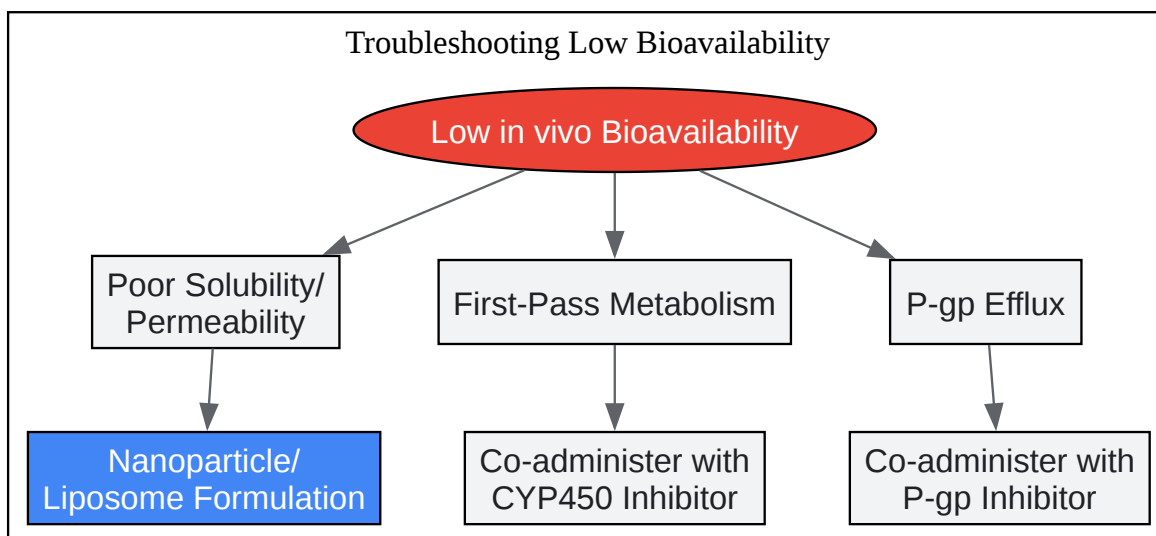 Troubleshooting Low Bioavailability
Low in vivo Bioavailability
Poor Solubility/
Permeability
First-Pass Metabolism
P-gp Efflux
Nanoparticle/
Liposome Formulation
Co-administer with
CYP450 Inhibitor
Co-administer with
P-gp Inhibitor